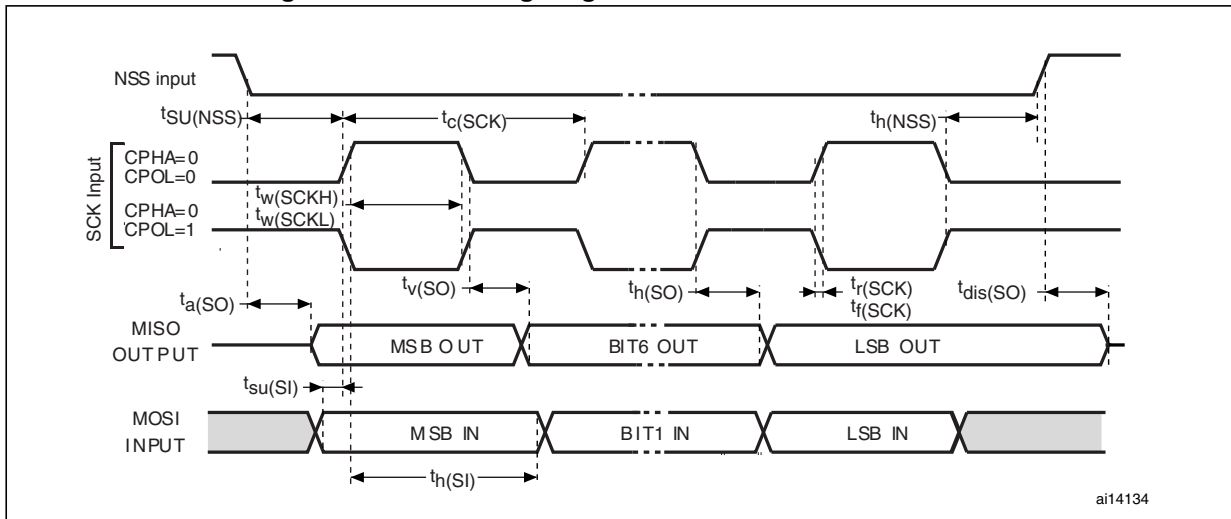 NSS input
tSU(NSS)
tc(SCK)
th(NSS)
SCK Input
CPHA=0
CPOL=0
tw(SCKH)
tw(SCKL)
CPHA=0
CPOL=1
tv(SO)
th(SO)
tr(SCK)
tf(SCK)
tdis(SO)
ta(SO)
MISO
OUTPUT
MSB OUT
BIT6 OUT
LSB OUT
tsu(SI)
MOSI
INPUT
MSB IN
BIT1 IN
LSB IN
th(SI)
ai14134